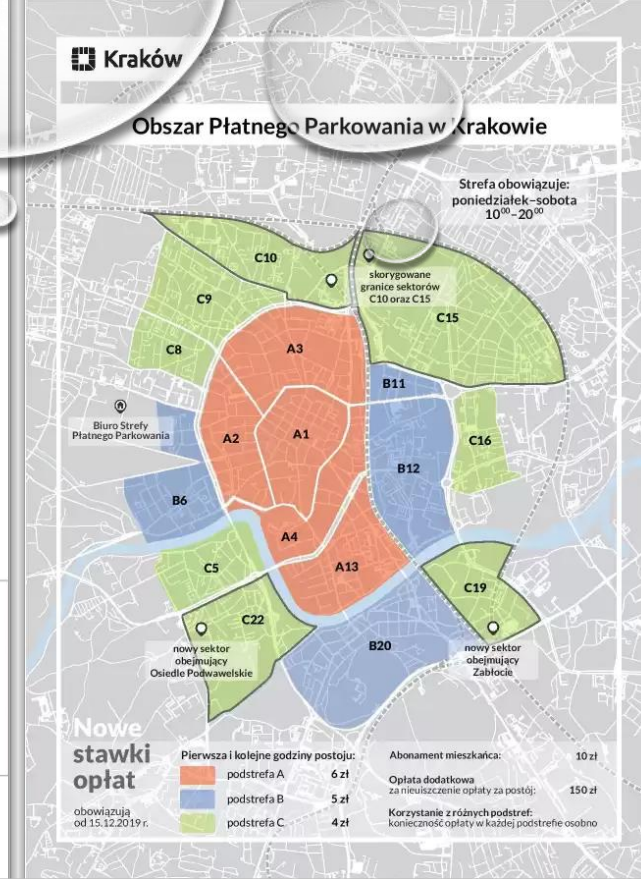 Kraków
Obszar Płatnego Parkowania w Krakowie
Strefa obowiązuje:
poniedziałek–sobota
10⁰⁰–20⁰⁰
C10
skorygowane
granice sektorów
C10 oraz C15
C9
C15
C8
A3
B11
Biuro Strefy
Płatnego Parkowania
A2
A1
C16
B12
B6
A4
C5
A13
C19
C22
B20
nowy sektor
obejmujący
Osiedle Podwawelskie
nowy sektor
obejmujący
Zabłocie
Nowe
stawki
opłat
obowiązują
od 15.12.2019 r.
Pierwsza i kolejne godziny postoju:
podstrefa A 6 zł
podstrefa B 5 zł
podstrefa C 4 zł
Abonament mieszkańca: 10 zł
Opłata dodatkowa
za nieuiszczenie opłaty za postój: 150 zł
Korzystanie z różnych podstref:
konieczność opłaty w każdej podstrefie osobno